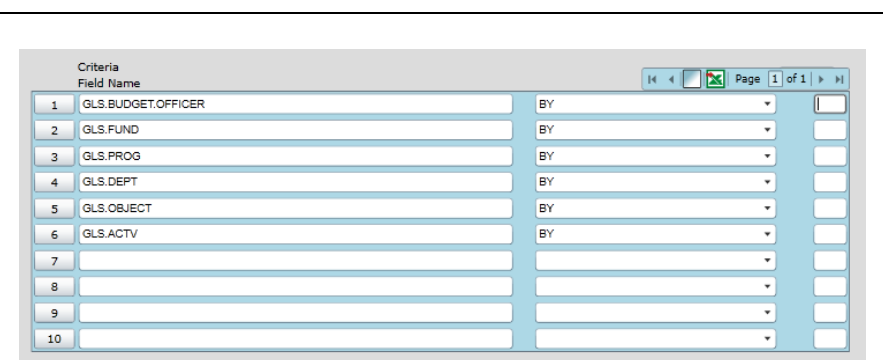 Criteria
Field Name
Page 1 of 1
1 GLS.BUDGET.OFFICER BY
2 GLS.FUND BY
3 GLS.PROG BY
4 GLS.DEPT BY
5 GLS.OBJECT BY
6 GLS.ACTV BY
7
8
9
10